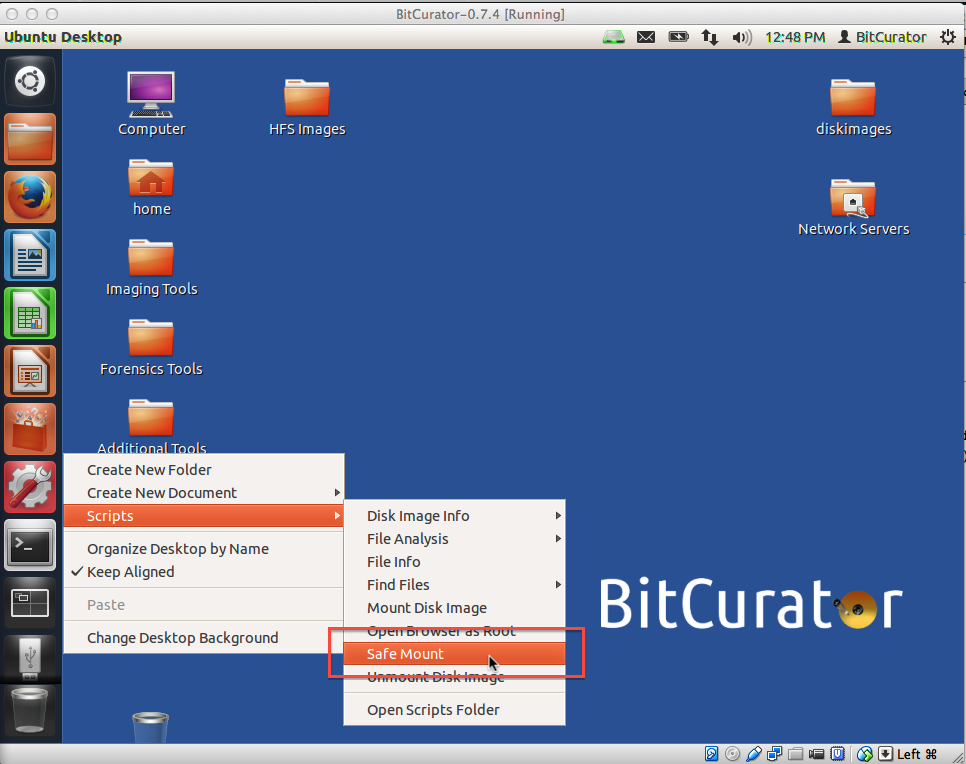 BitCurator-0.7.4 [Running]
Ubuntu Desktop
12:48 PM
BitCurator
Computer
HFS Images
diskimages
home
Network Servers
Imaging Tools
Forensics Tools
Additional Tools
Create New Folder
Create New Document
Scripts
Organize Desktop by Name
Keep Aligned
Paste
Change Desktop Background
Disk Image Info
File Analysis
File Info
Find Files
Mount Disk Image
Open Browser as Root
Safe Mount
Unmount Disk Image
Open Scripts Folder
BitCurator
Left ⌘